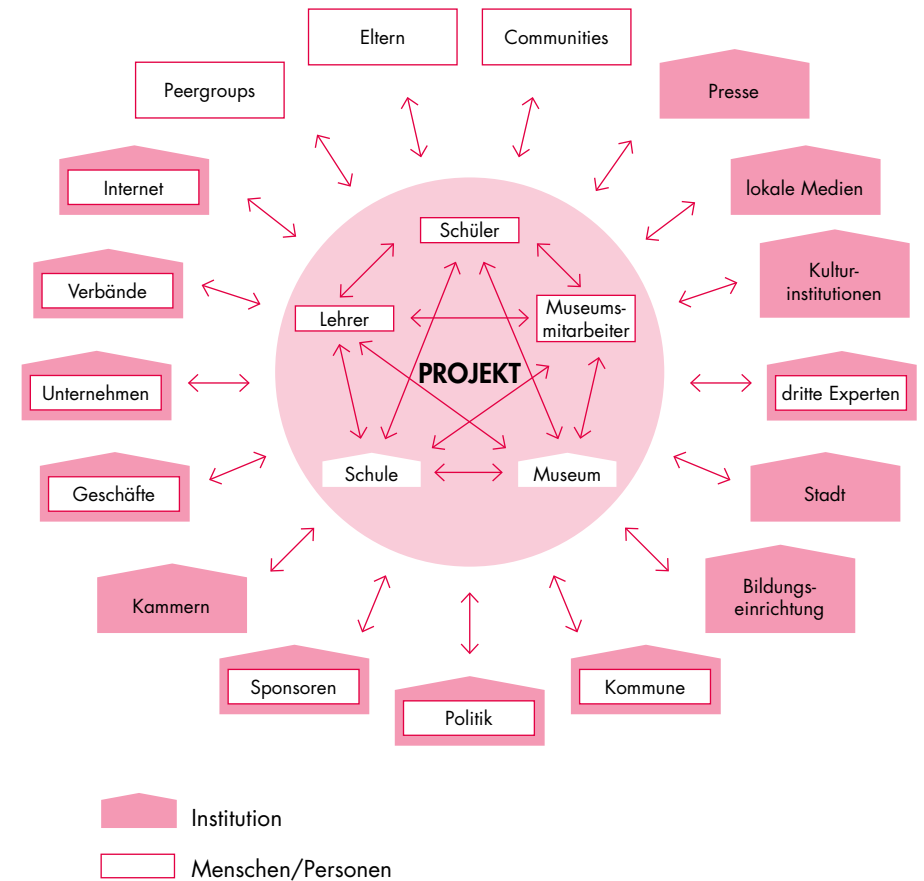 Eltern
Communities
Peergroups
Presse
Internet
lokale Medien
Schüler
Verbände
Kultur-
institutionen
Lehrer
Museums-
mitarbeiter
PROJEKT
Unternehmen
dritte Experten
Schule
Museum
Geschäfte
Stadt
Kammern
Bildungs-
einrichtung
Sponsoren
Politik
Kommune
Institution
Menschen/Personen